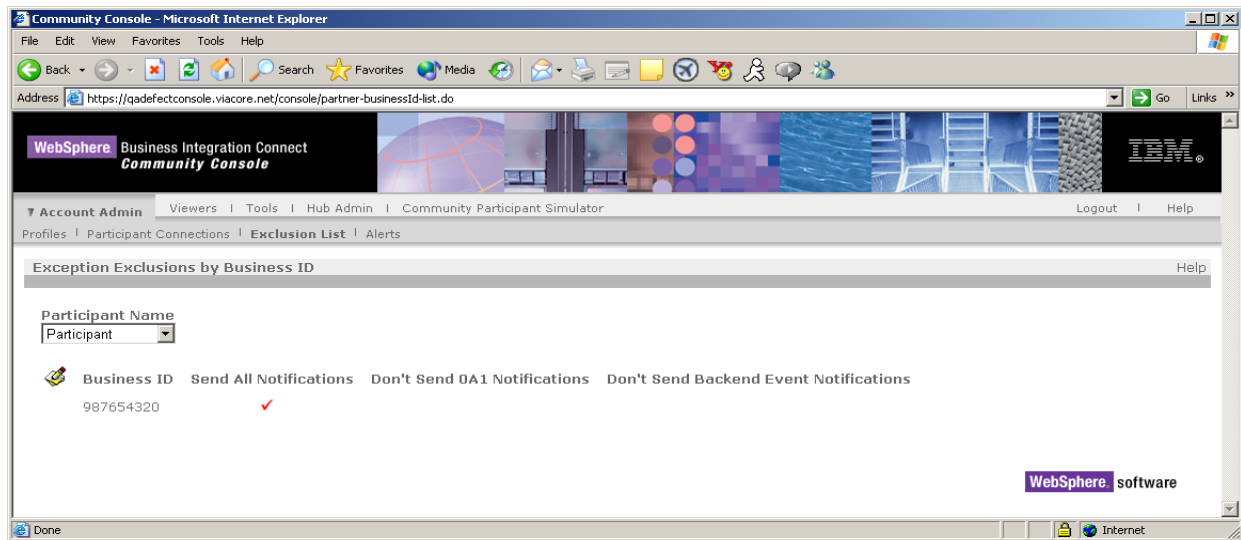 Community Console - Microsoft Internet Explorer
File Edit View Favorites Tools Help
Back Search Favorites Media
Address https://qadefectconsole.viacore.net/console/partner-businessId-list.do Go Links »
WebSphere. Business Integration Connect
Community Console
IBM®
Account Admin Viewers | Tools | Hub Admin | Community Participant Simulator Logout | Help
Profiles | Participant Connections | Exclusion List | Alerts
Exception Exclusions by Business ID Help
Participant Name
Participant
Business ID Send All Notifications Don't Send 0A1 Notifications Don't Send Backend Event Notifications
987654320 ✓
WebSphere. software
Done Internet